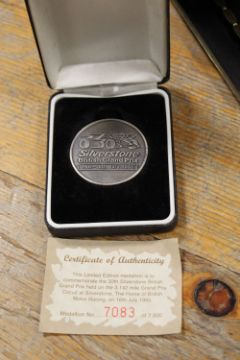 Silverstone
British Grand Prix
Certificate of Authenticity
This Limited Edition medallion is to
commemorate the 30th Silverstone British
Grand Prix held on the 3.142 mile Grand Prix
Circuit at Silverstone, The Home of British
Motor Racing, on 16th July 1995.
Medallion No. 7083 of 7,500